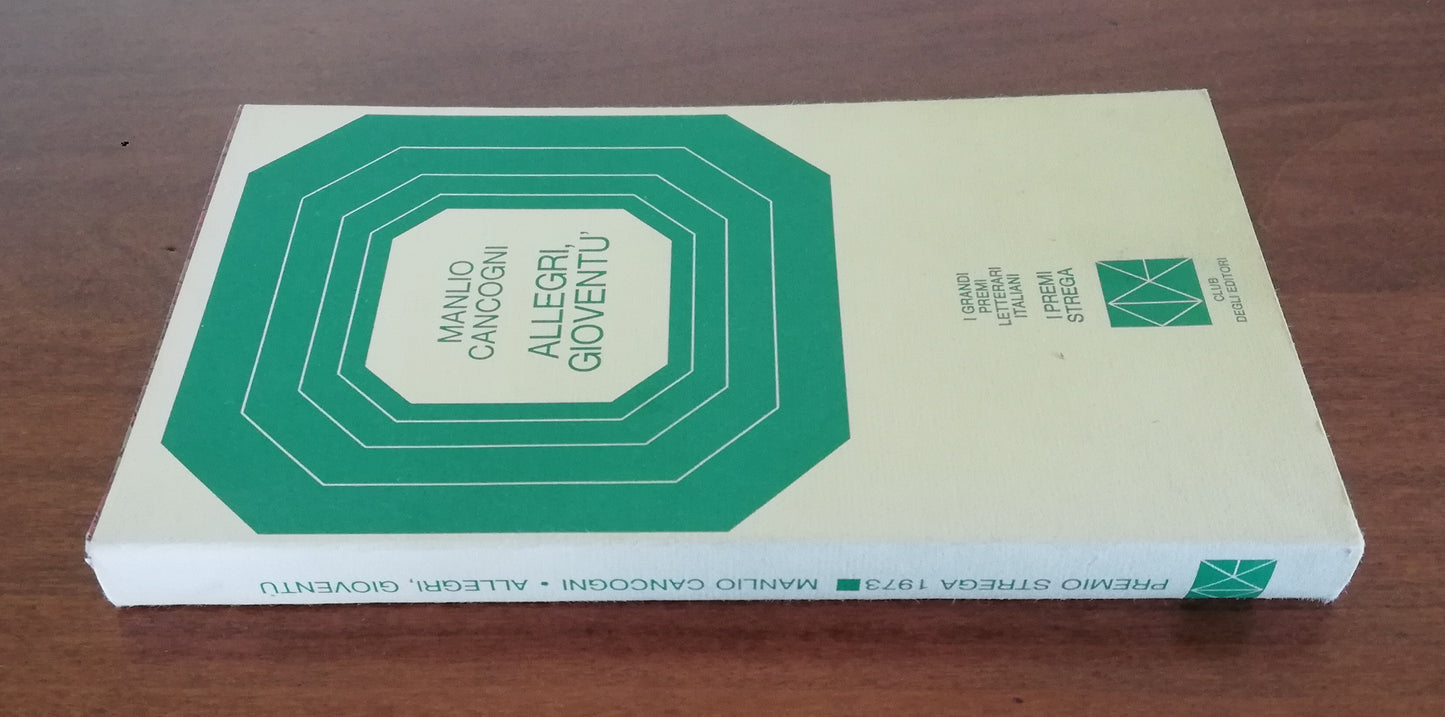 MANLIO
CANCOGNI
ALLEGRI,
GIOVENTU'
I GRANDI
PREMI
LETTERARI
ITALIANI
I PREMI
STREGA
CLUB
DEGLI EDITORI
PREMIO STREGA 1973 ■ MANLIO CANCOGNI • ALLEGRI, GIOVENTÙ